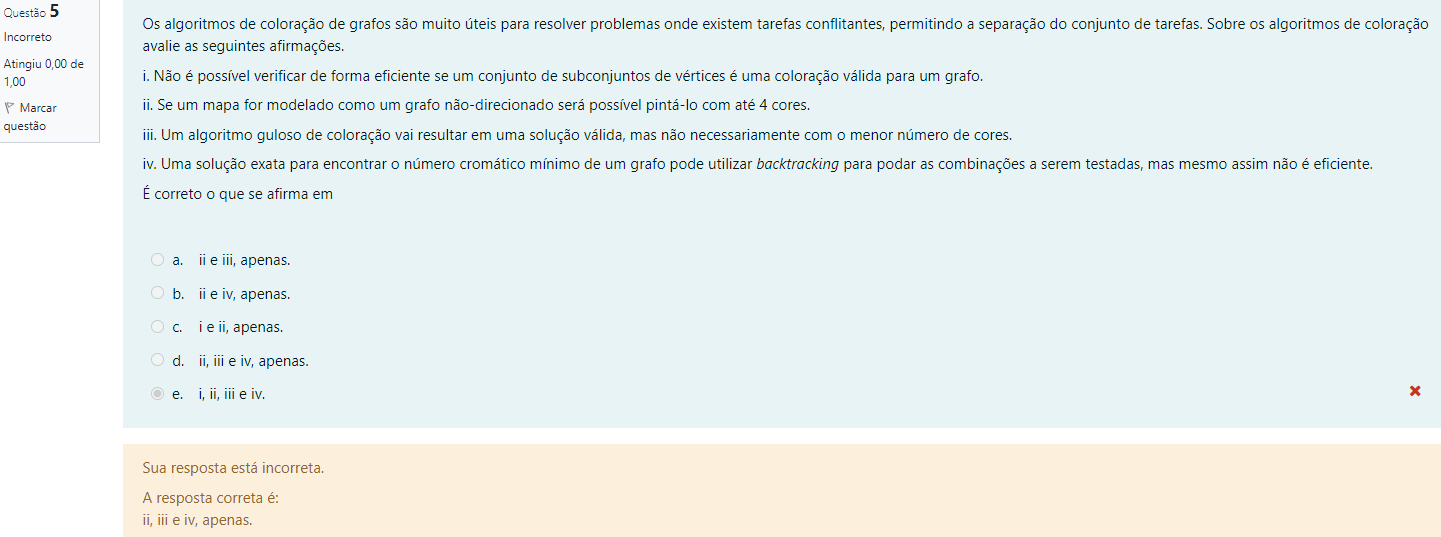 Questão 5
Incorreto
Atingiu 0,00 de
1,00
Marcar
questão
Os algoritmos de coloração de grafos são muito úteis para resolver problemas onde existem tarefas conflitantes, permitindo a separação do conjunto de tarefas. Sobre os algoritmos de coloração
avalie as seguintes afirmações.
i. Não é possível verificar de forma eficiente se um conjunto de subconjuntos de vértices é uma coloração válida para um grafo.
ii. Se um mapa for modelado como um grafo não-direcionado será possível pintá-lo com até 4 cores.
iii. Um algoritmo guloso de coloração vai resultar em uma solução válida, mas não necessariamente com o menor número de cores.
iv. Uma solução exata para encontrar o número cromático mínimo de um grafo pode utilizar backtracking para podar as combinações a serem testadas, mas mesmo assim não é eficiente.
É correto o que se afirma em
a. ii e iii, apenas.
b. ii e iv, apenas.
c. i e ii, apenas.
d. ii, iii e iv, apenas.
e. i, ii, iii e iv.
Sua resposta está incorreta.
A resposta correta é:
ii, iii e iv, apenas.